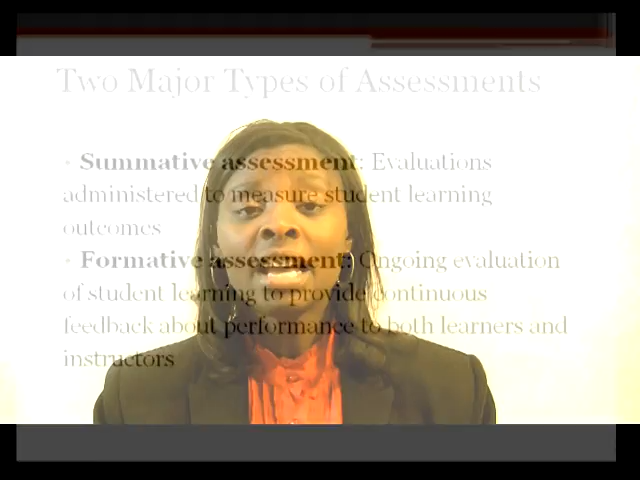 Two Major Types of Assessments
• Summative assessment: Evaluations
administered to measure student learning
outcomes
• Formative assessment: Ongoing evaluation
of student learning to provide continuous
feedback about performance to both learners and
instructors